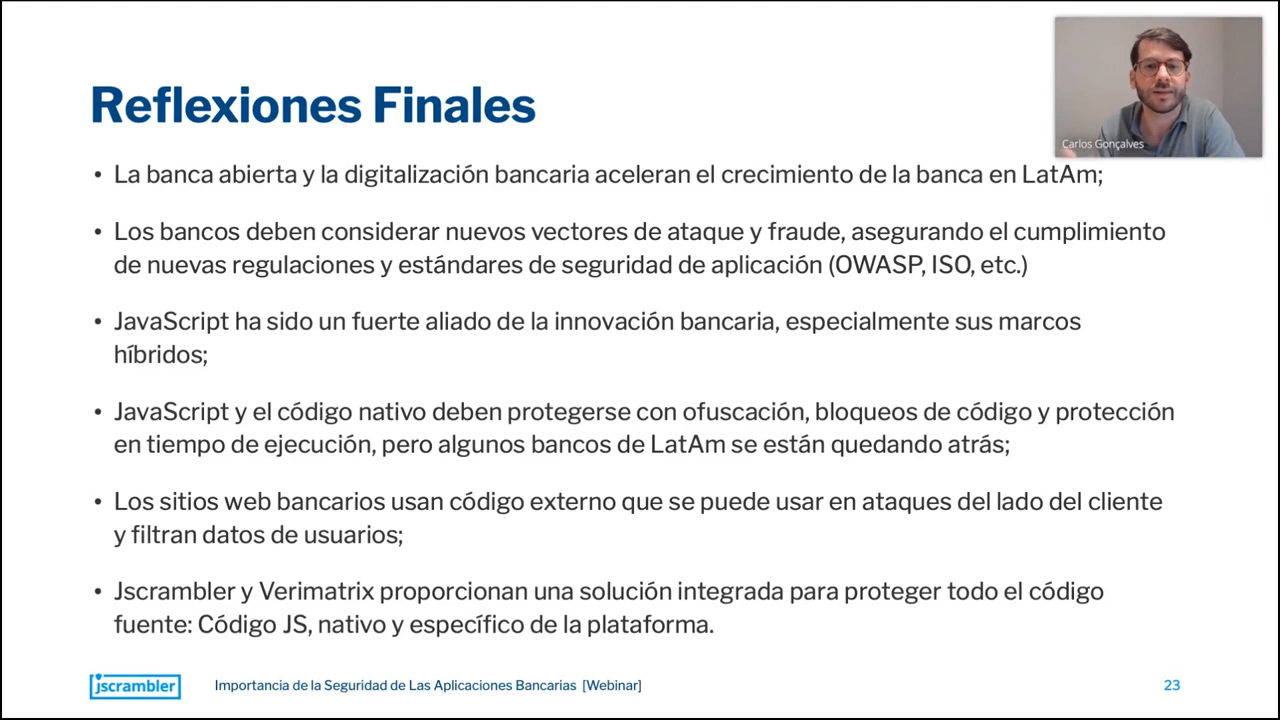 Reflexiones Finales
Carlos Gonçalves
• La banca abierta y la digitalización bancaria aceleran el crecimiento de la banca en LatAm;
• Los bancos deben considerar nuevos vectores de ataque y fraude, asegurando el cumplimiento
de nuevas regulaciones y estándares de seguridad de aplicación (OWASP, ISO, etc.)
• JavaScript ha sido un fuerte aliado de la innovación bancaria, especialmente sus marcos
híbridos;
• JavaScript y el código nativo deben protegerse con ofuscación, bloqueos de código y protección
en tiempo de ejecución, pero algunos bancos de LatAm se están quedando atrás;
• Los sitios web bancarios usan código externo que se puede usar en ataques del lado del cliente
y filtran datos de usuarios;
• Jscrambler y Verimatrix proporcionan una solución integrada para proteger todo el código
fuente: Código JS, nativo y específico de la plataforma.
jscrambler
Importancia de la Seguridad de Las Aplicaciones Bancarias [Webinar]
23